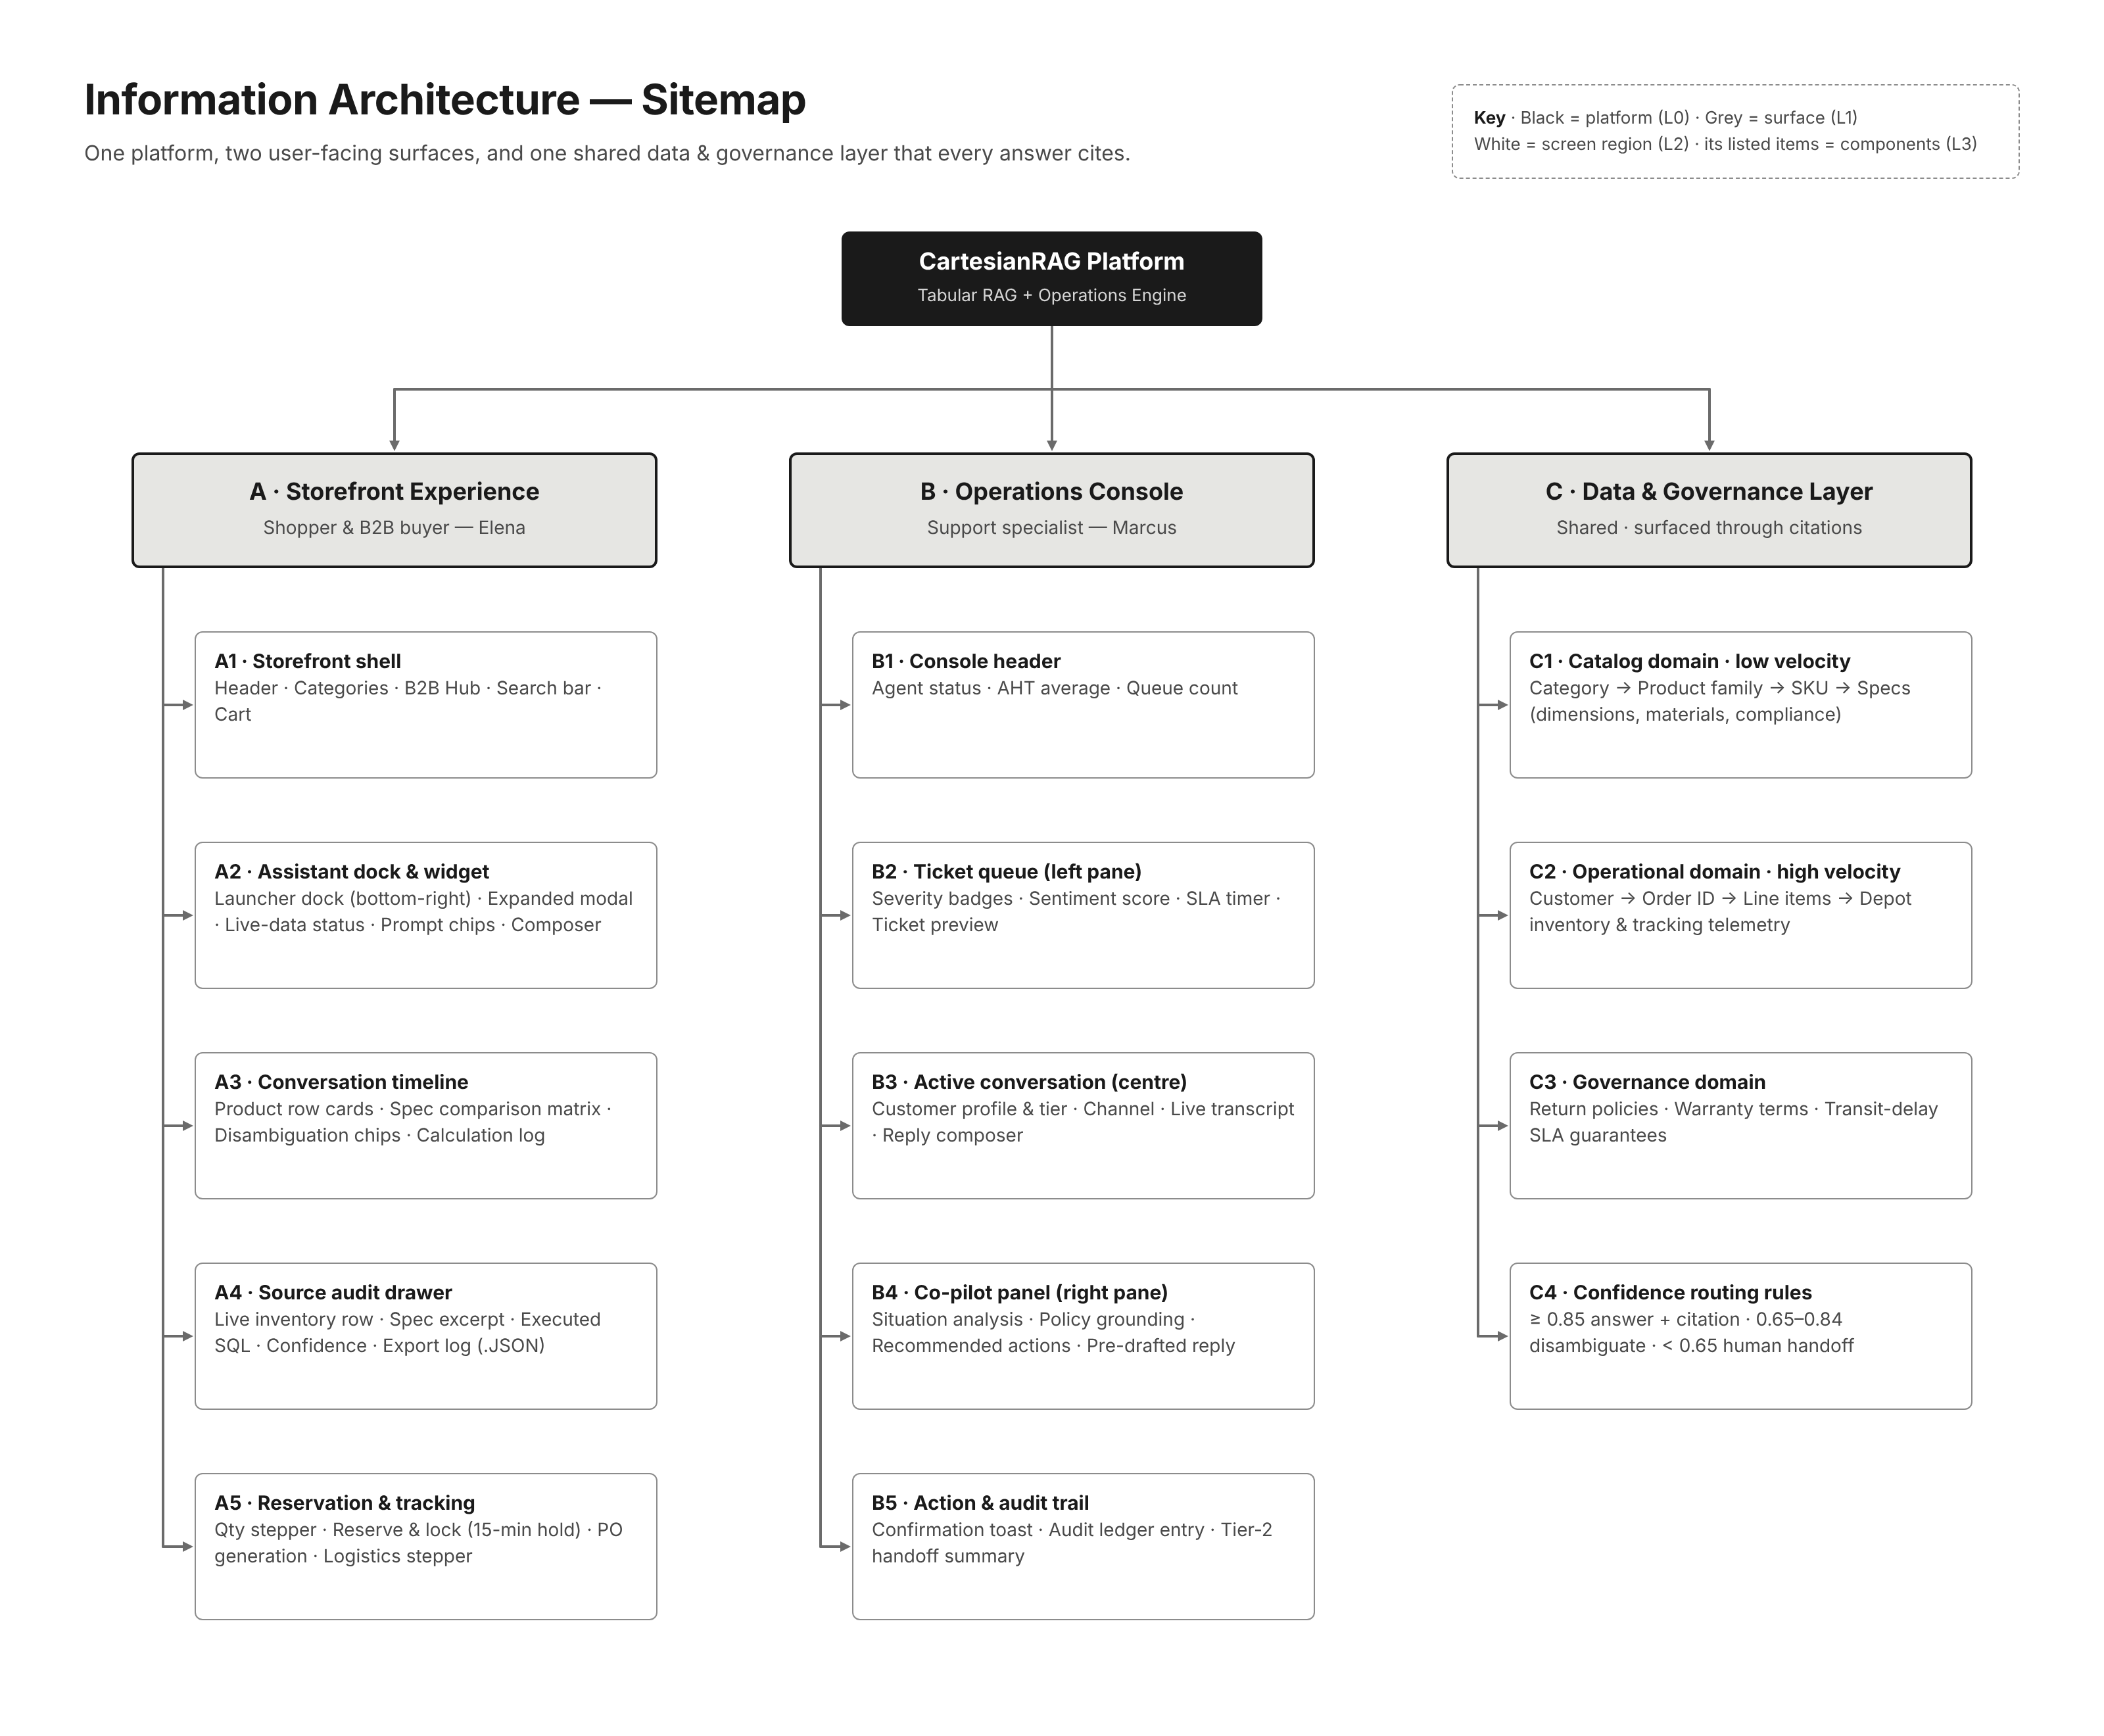 Information Architecture — Sitemap
One platform, two user-facing surfaces, and one shared data & governance layer that every answer cites.
Key · Black = platform (L0) · Grey = surface (L1)
White = screen region (L2) · its listed items = components (L3)
CartesianRAG Platform
Tabular RAG + Operations Engine
A · Storefront Experience
Shopper & B2B buyer — Elena
A1 · Storefront shell
Header · Categories · B2B Hub · Search bar ·
Cart
A2 · Assistant dock & widget
Launcher dock (bottom-right) · Expanded modal
· Live-data status · Prompt chips · Composer
A3 · Conversation timeline
Product row cards · Spec comparison matrix ·
Disambiguation chips · Calculation log
A4 · Source audit drawer
Live inventory row · Spec excerpt · Executed
SQL · Confidence · Export log (.JSON)
A5 · Reservation & tracking
Qty stepper · Reserve & lock (15-min hold) · PO
generation · Logistics stepper
B · Operations Console
Support specialist — Marcus
B1 · Console header
Agent status · AHT average · Queue count
B2 · Ticket queue (left pane)
Severity badges · Sentiment score · SLA timer ·
Ticket preview
B3 · Active conversation (centre)
Customer profile & tier · Channel · Live transcript
· Reply composer
B4 · Co-pilot panel (right pane)
Situation analysis · Policy grounding ·
Recommended actions · Pre-drafted reply
B5 · Action & audit trail
Confirmation toast · Audit ledger entry · Tier-2
handoff summary
C · Data & Governance Layer
Shared · surfaced through citations
C1 · Catalog domain · low velocity
Category → Product family → SKU → Specs
(dimensions, materials, compliance)
C2 · Operational domain · high velocity
Customer → Order ID → Line items → Depot
inventory & tracking telemetry
C3 · Governance domain
Return policies · Warranty terms · Transit-delay
SLA guarantees
C4 · Confidence routing rules
≥ 0.85 answer + citation · 0.65–0.84
disambiguate · < 0.65 human handoff